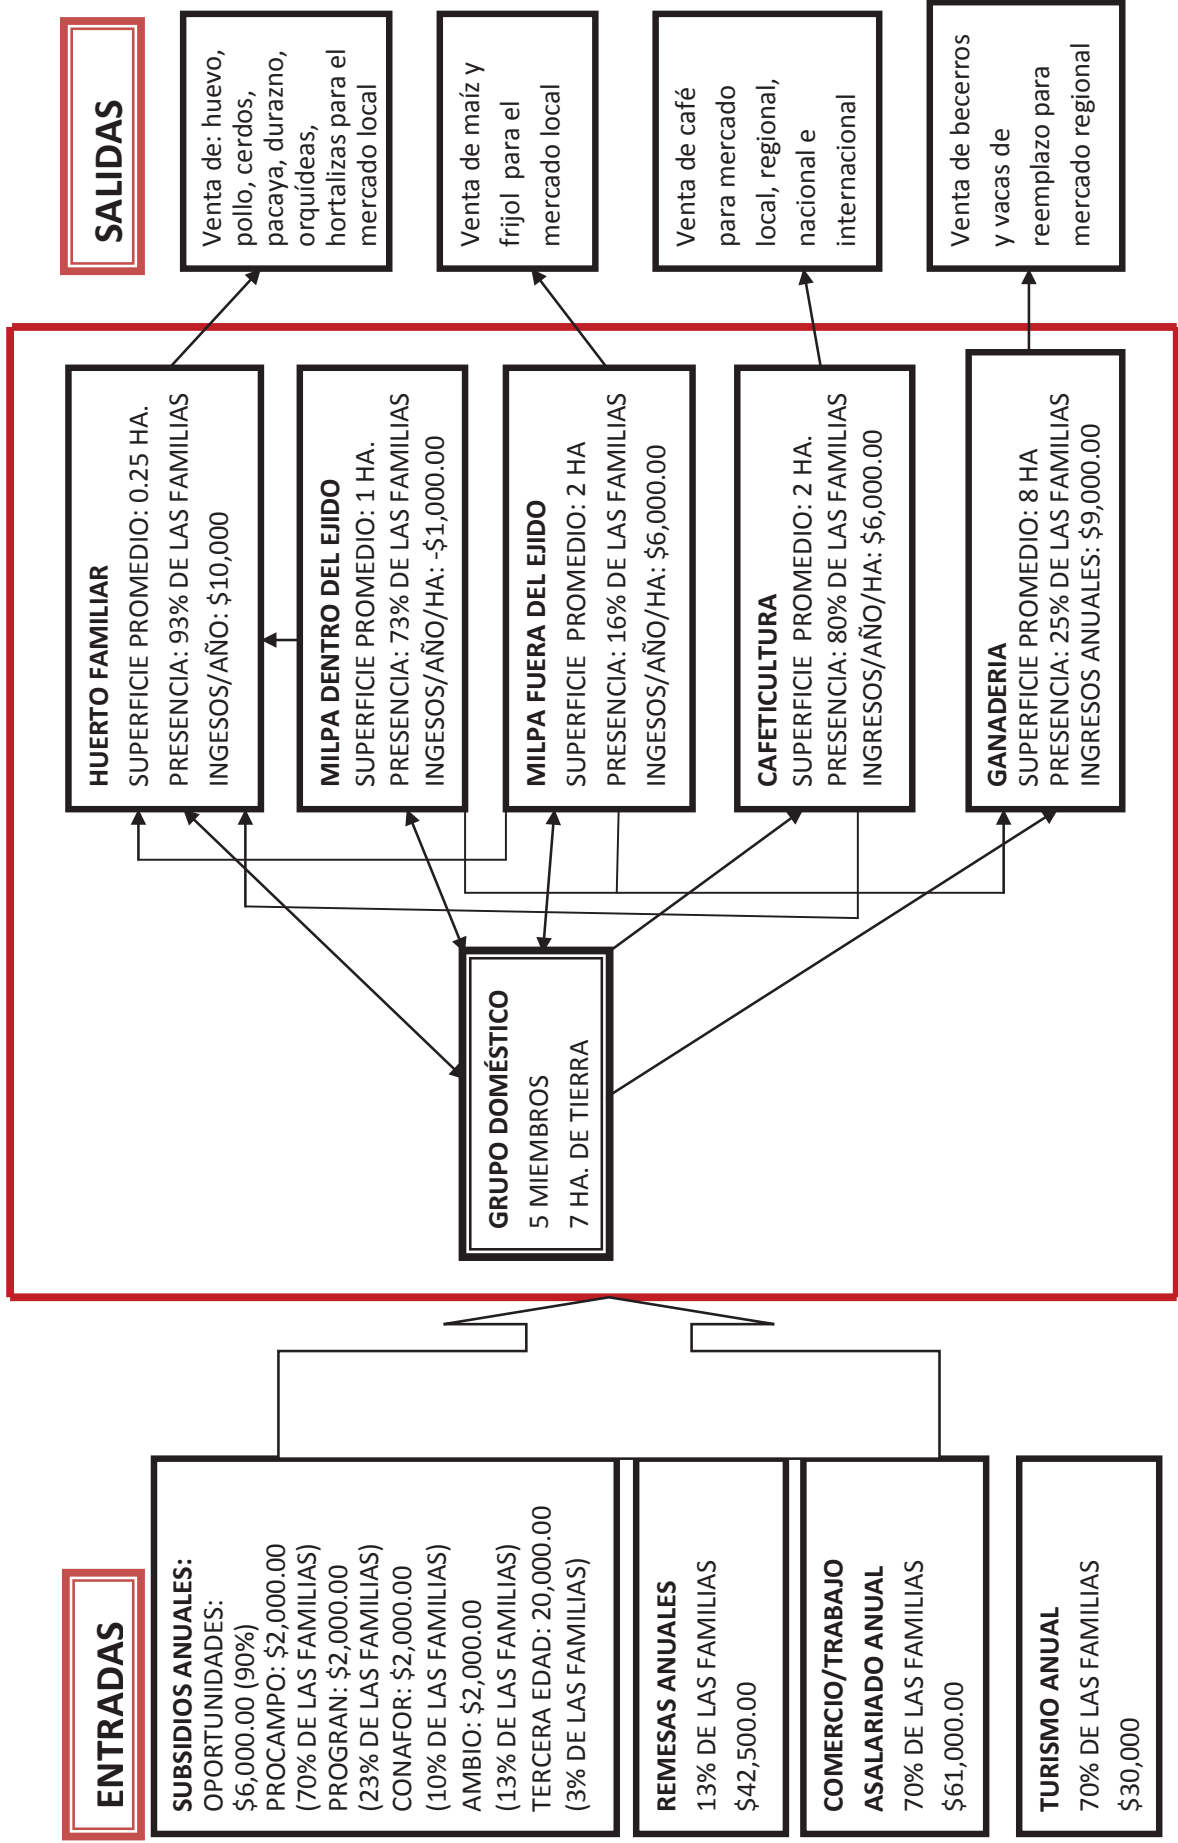 ENTRADAS
SUBSIDIOS ANUALES:
OPORTUNIDADES:
$6,000.00 (90%)
PROCAMPO: $2,000.00
(70% DE LAS FAMILIAS)
PROGRAN: $2,000.00
(23% DE LAS FAMILIAS)
CONAFOR: $2,000.00
(10% DE LAS FAMILIAS)
AMBIO: $2,000.00
(13% DE LAS FAMILIAS)
TERCERA EDAD: 20,000.00
(3% DE LAS FAMILIAS)
REMESAS ANUALES
13% DE LAS FAMILIAS
$42,500.00
COMERCIO/TRABAJO
ASALARIADO ANUAL
70% DE LAS FAMILIAS
$61,000.00
TURISMO ANUAL
70% DE LAS FAMILIAS
$30,000
GRUPO DOMÉSTICO
5 MIEMBROS
7 HA. DE TIERRA
HUERTO FAMILIAR
SUPERFICIE PROMEDIO: 0.25 HA.
PRESENCIA: 93% DE LAS FAMILIAS
INGESOS/AÑO: $10,000
MILPA DENTRO DEL EJIDO
SUPERFICIE PROMEDIO: 1 HA.
PRESENCIA: 73% DE LAS FAMILIAS
INGESOS/AÑO/HA: -$1,000.00
MILPA FUERA DEL EJIDO
SUPERFICIE PROMEDIO: 2 HA
PRESENCIA: 16% DE LAS FAMILIAS
INGESOS/AÑO/HA: $6,000.00
CAFETICULTURA
SUPERFICIE PROMEDIO: 2 HA.
PRESENCIA: 80% DE LAS FAMILIAS
INGRESOS/AÑO/HA: $6,000.00
GANADERIA
SUPERFICIE PROMEDIO: 8 HA
PRESENCIA: 25% DE LAS FAMILIAS
INGRESOS ANUALES: $9,000.00
SALIDAS
Venta de: huevo,
pollo, cerdos,
pacaya, durazno,
orquídeas,
hortalizas para el
mercado local
Venta de maíz y
frijol para el
mercado local
Venta de café
para mercado
local, regional,
nacional e
internacional
Venta de becerros
y vacas de
reemplazo para
mercado regional